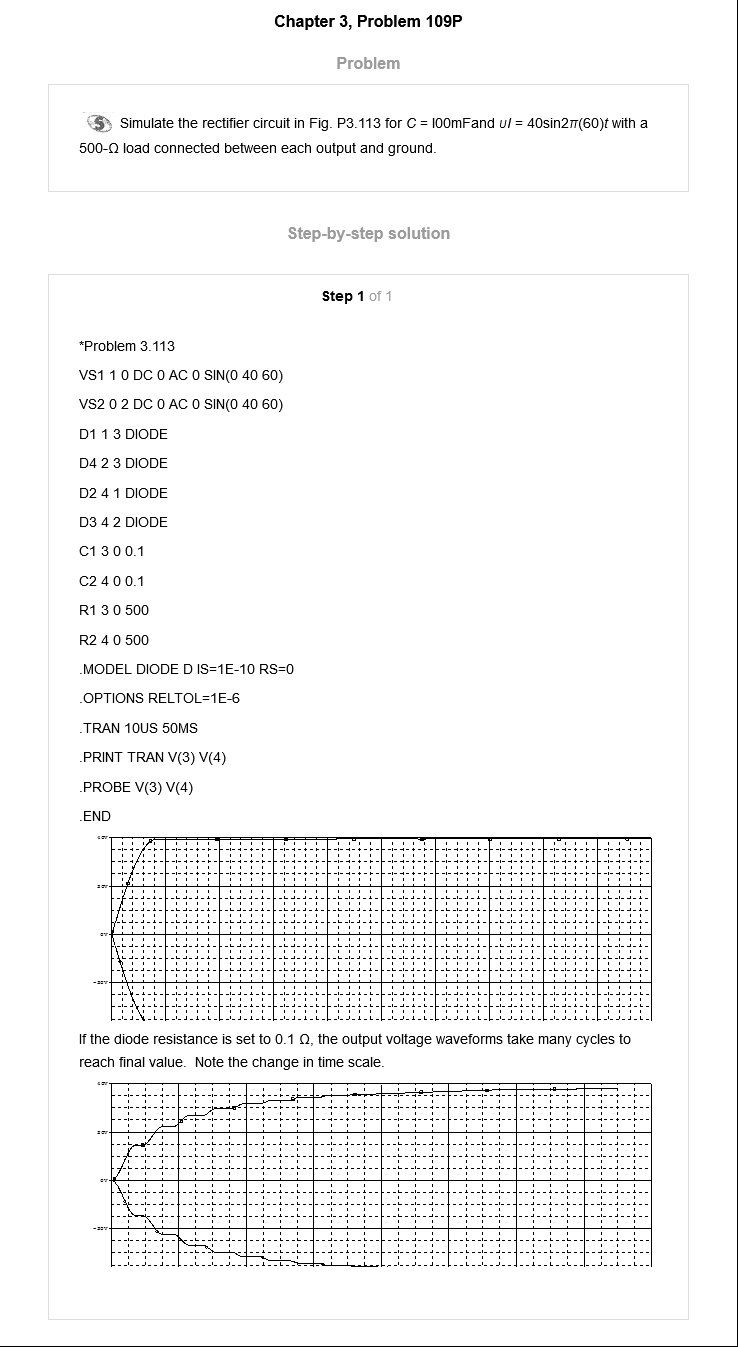 Chapter 3, Problem 109P
Problem
S Simulate the rectifier circuit in Fig. P3.113 for C = l00mFand υI = 40sin2π(60)t with a
500-Ω load connected between each output and ground.
Step-by-step solution
Step 1 of 1
*Problem 3.113
VS1 1 0 DC 0 AC 0 SIN(0 40 60)
VS2 0 2 DC 0 AC 0 SIN(0 40 60)
D1 1 3 DIODE
D4 2 3 DIODE
D2 4 1 DIODE
D3 4 2 DIODE
C1 3 0 0.1
C2 4 0 0.1
R1 3 0 500
R2 4 0 500
.MODEL DIODE D IS=1E-10 RS=0
.OPTIONS RELTOL=1E-6
.TRAN 10US 50MS
.PRINT TRAN V(3) V(4)
.PROBE V(3) V(4)
.END
If the diode resistance is set to 0.1 Ω, the output voltage waveforms take many cycles to
reach final value. Note the change in time scale.